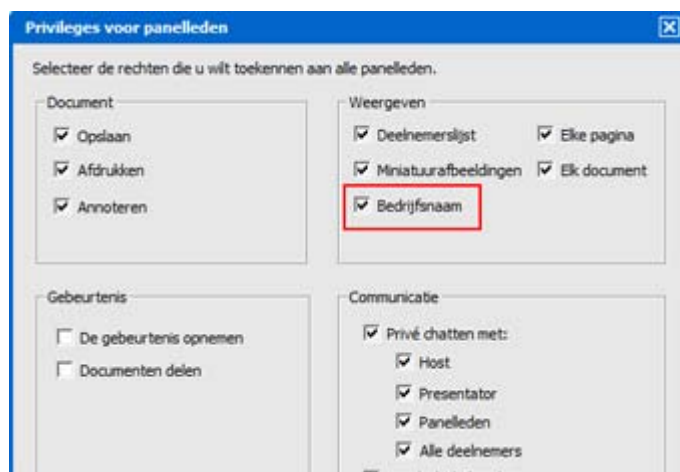 Privileges voor panelleden
Selecteer de rechten die u wilt toekennen aan alle panelleden.
Document
Opslaan
Afdrukken
Annoteren
Weergeven
Deelnemerslijst
Elke pagina
Miniatuurafbeeldingen
Elk document
Bedrijfsnaam
Gebeurtenis
De gebeurtenis opnemen
Documenten delen
Communicatie
Privé chatten met:
Host
Presentator
Panelleden
Alle deelnemers